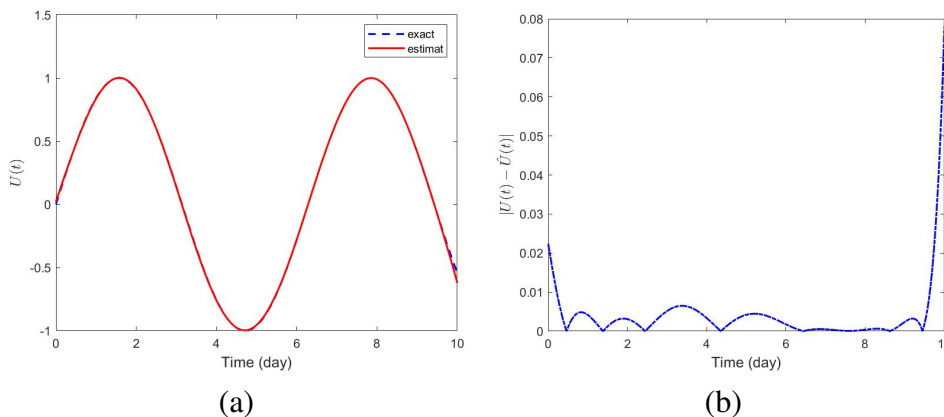 1.5
1
0.5
0
-0.5
-1
U(t)
0 2 4 6 8 10
Time (day)
exact
estimat
(a)
0.08
0.07
0.06
0.05
0.04
0.03
0.02
0.01
0
|U(t) − Û(t)|
0 2 4 6 8
Time (day)
(b)